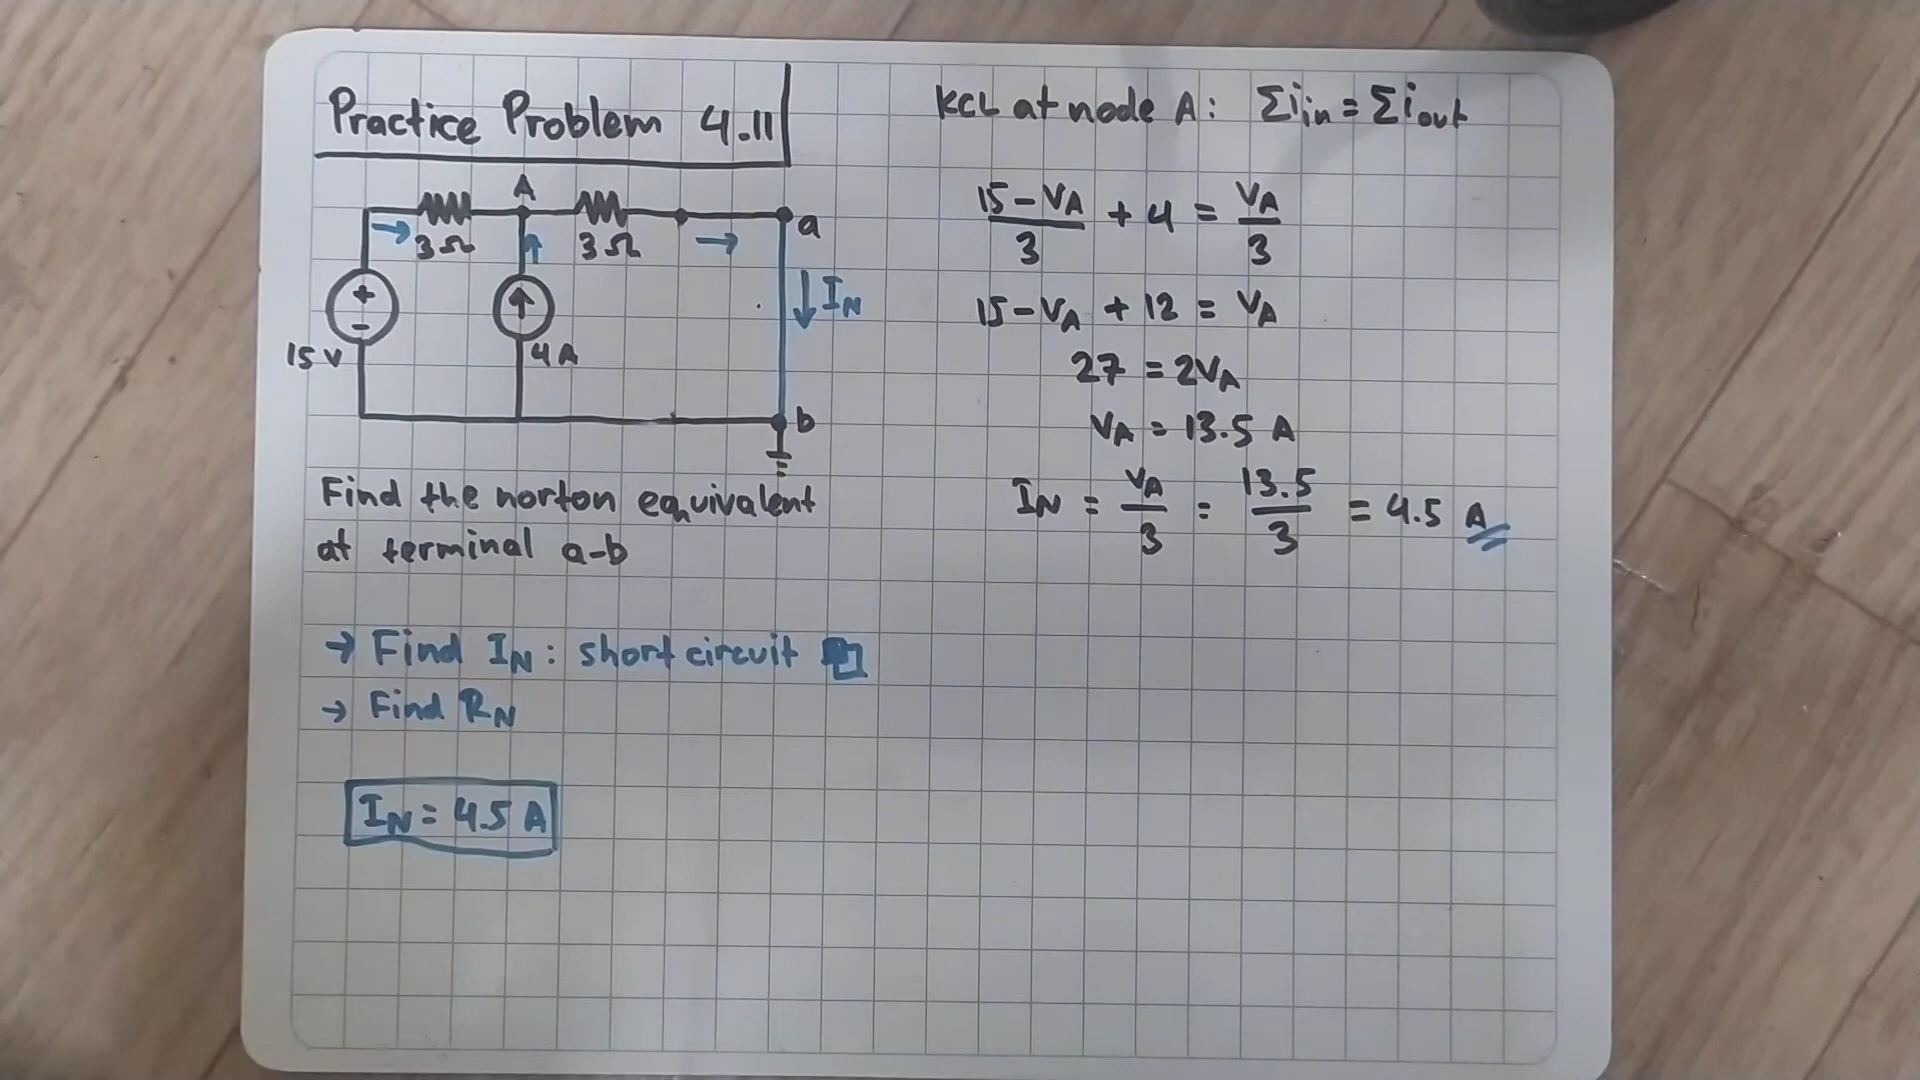 Practice Problem 4.11
A
3Ω
3Ω
a
+
-
15 V
4 A
I_N
b
Find the norton equivalent
at terminal a-b
→ Find I_N: short circuit
→ Find R_N
I_N = 4.5 A
KCL at node A: Σi_in = Σi_out
(15 - V_A)/3 + 4 = V_A/3
15 - V_A + 12 = V_A
27 = 2V_A
V_A = 13.5 A
I_N = V_A/3 = 13.5/3 = 4.5 A